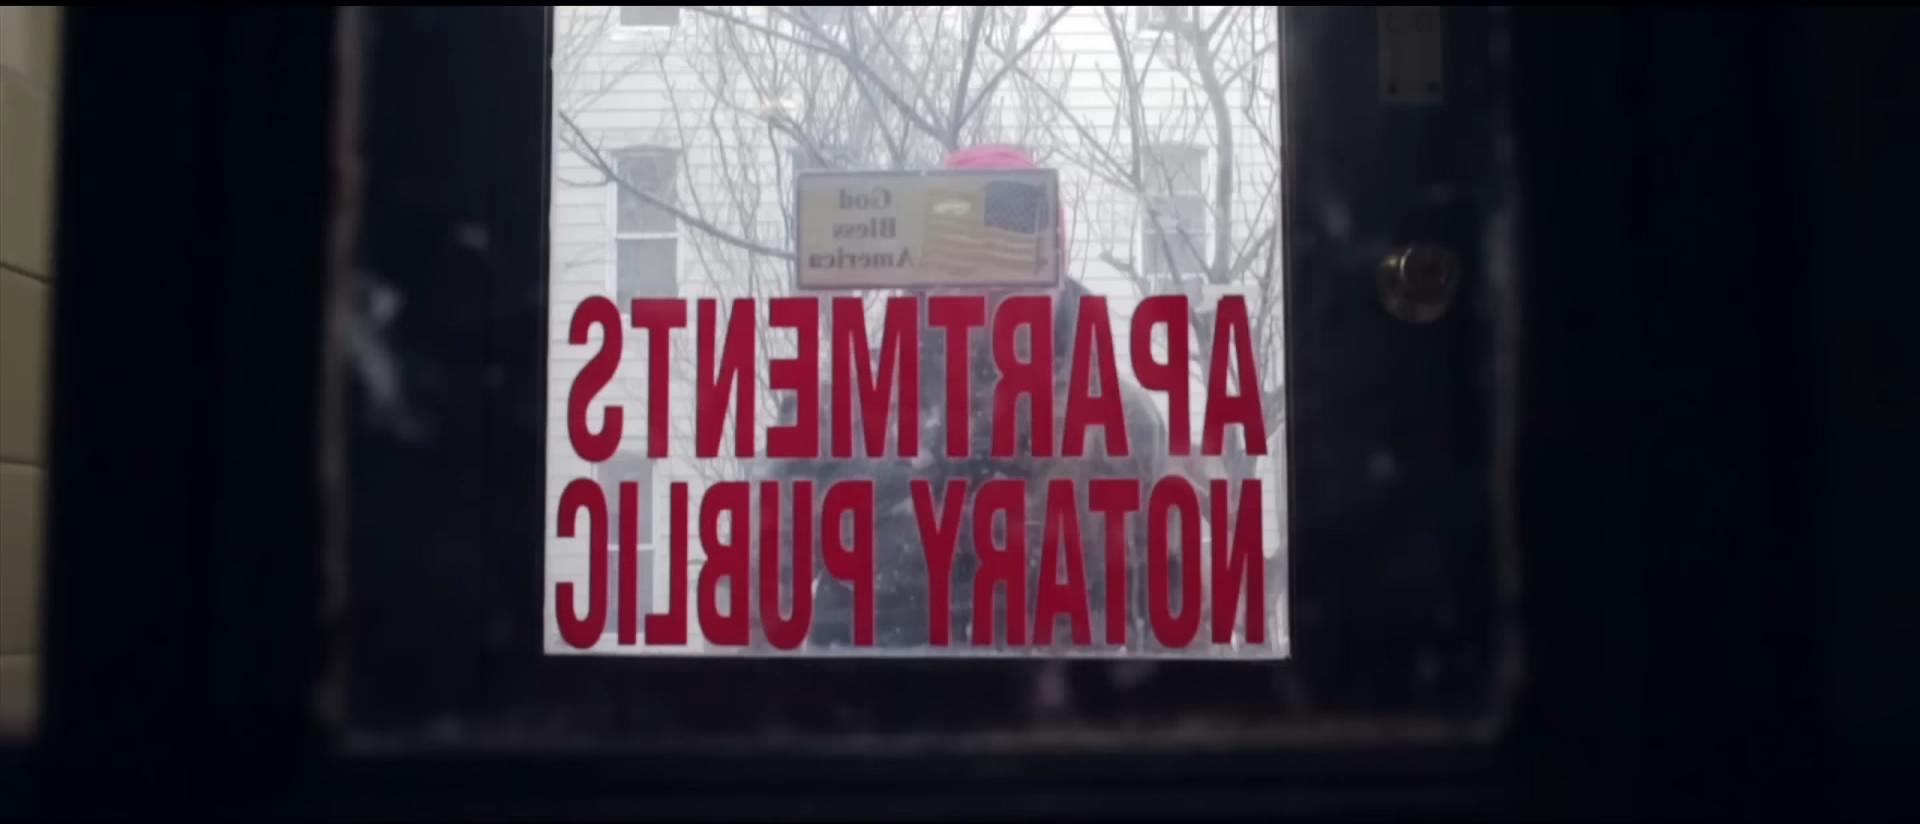 God
Bless
America
APARTMENTS
NOTARY PUBLIC